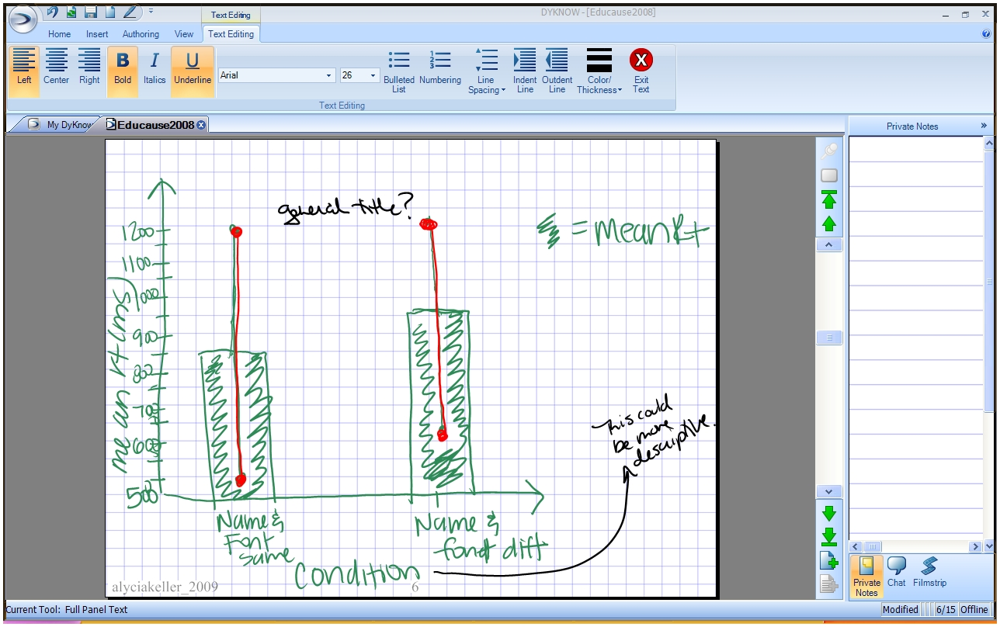 DYKNOW - [Educause2008]
Text Editing
Home
Insert
Authoring
View
Text Editing
Left
Center
Right
Bold
Italics
Underline
Arial
26
Bulleted
List
Numbering
Line
Spacing
Indent
Line
Outdent
Line
Color/
Thickness
Exit
Text
Text Editing
My DyKnow
Educause2008
Private Notes
general title?
= mean Rt
mean rt (ms)
1200
1100
1000
900
800
700
600
500
This could
be more
descriptive.
Name &
Font
same
Name &
font diff
Condition
alyciakeller_2009
6
Private
Notes
Chat
Filmstrip
Current Tool: Full Panel Text
Modified
6/15
Offline